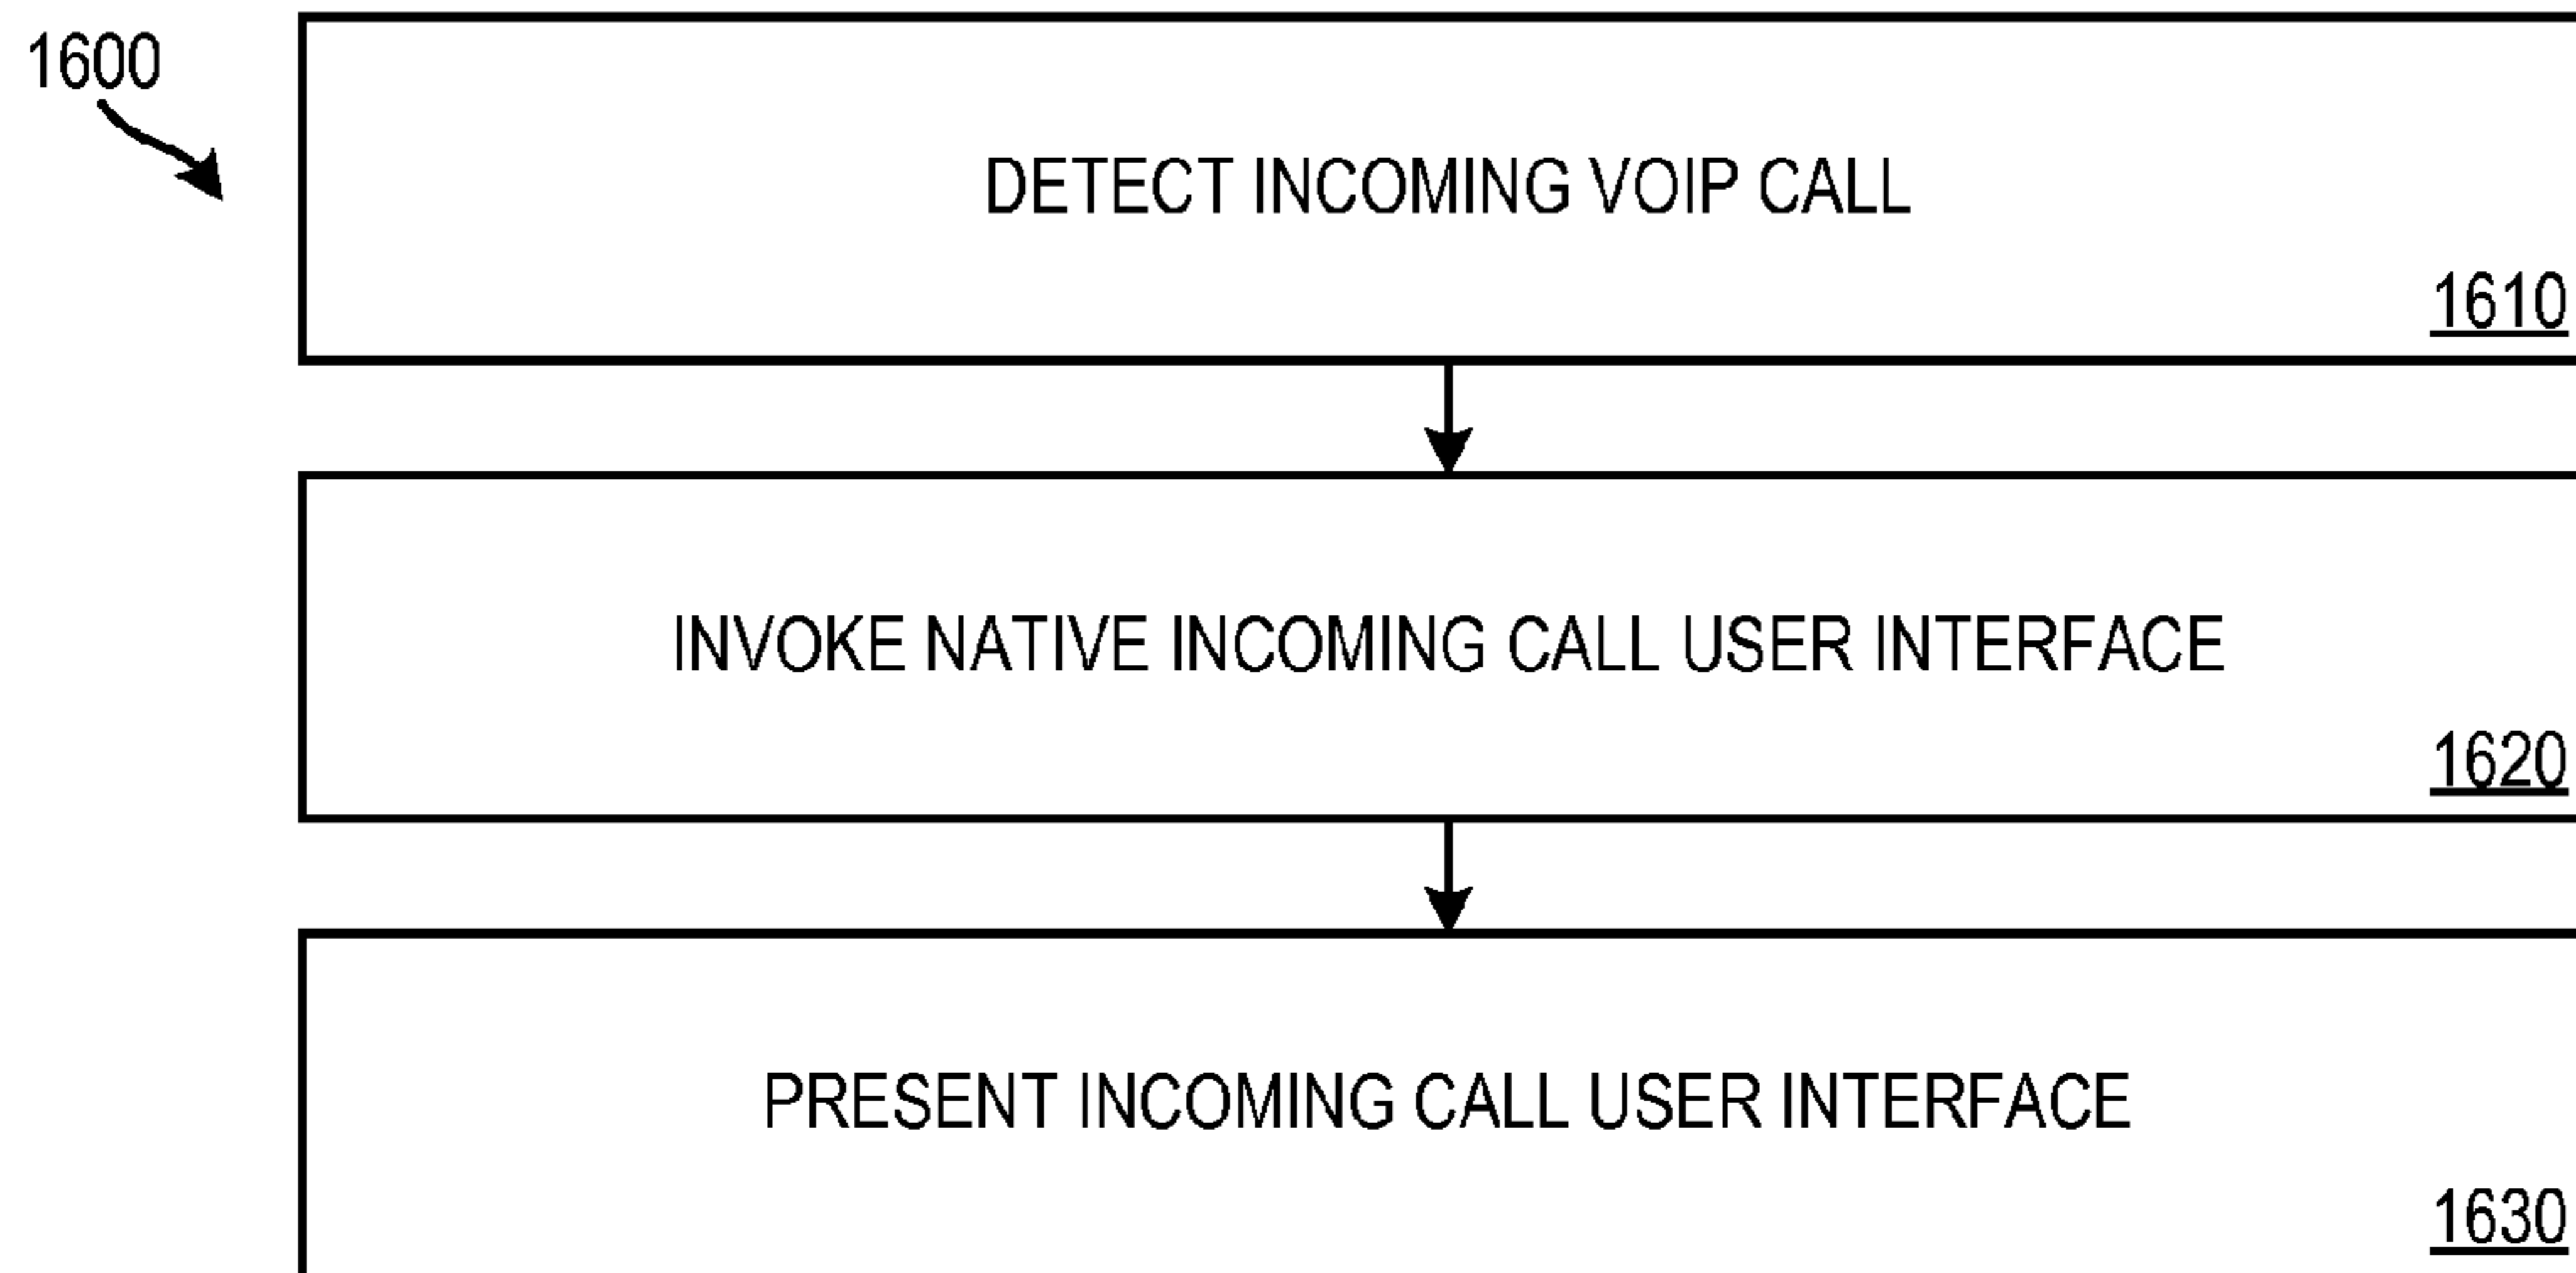 1600
DETECT INCOMING VOIP CALL
1610
INVOKE NATIVE INCOMING CALL USER INTERFACE
1620
PRESENT INCOMING CALL USER INTERFACE
1630